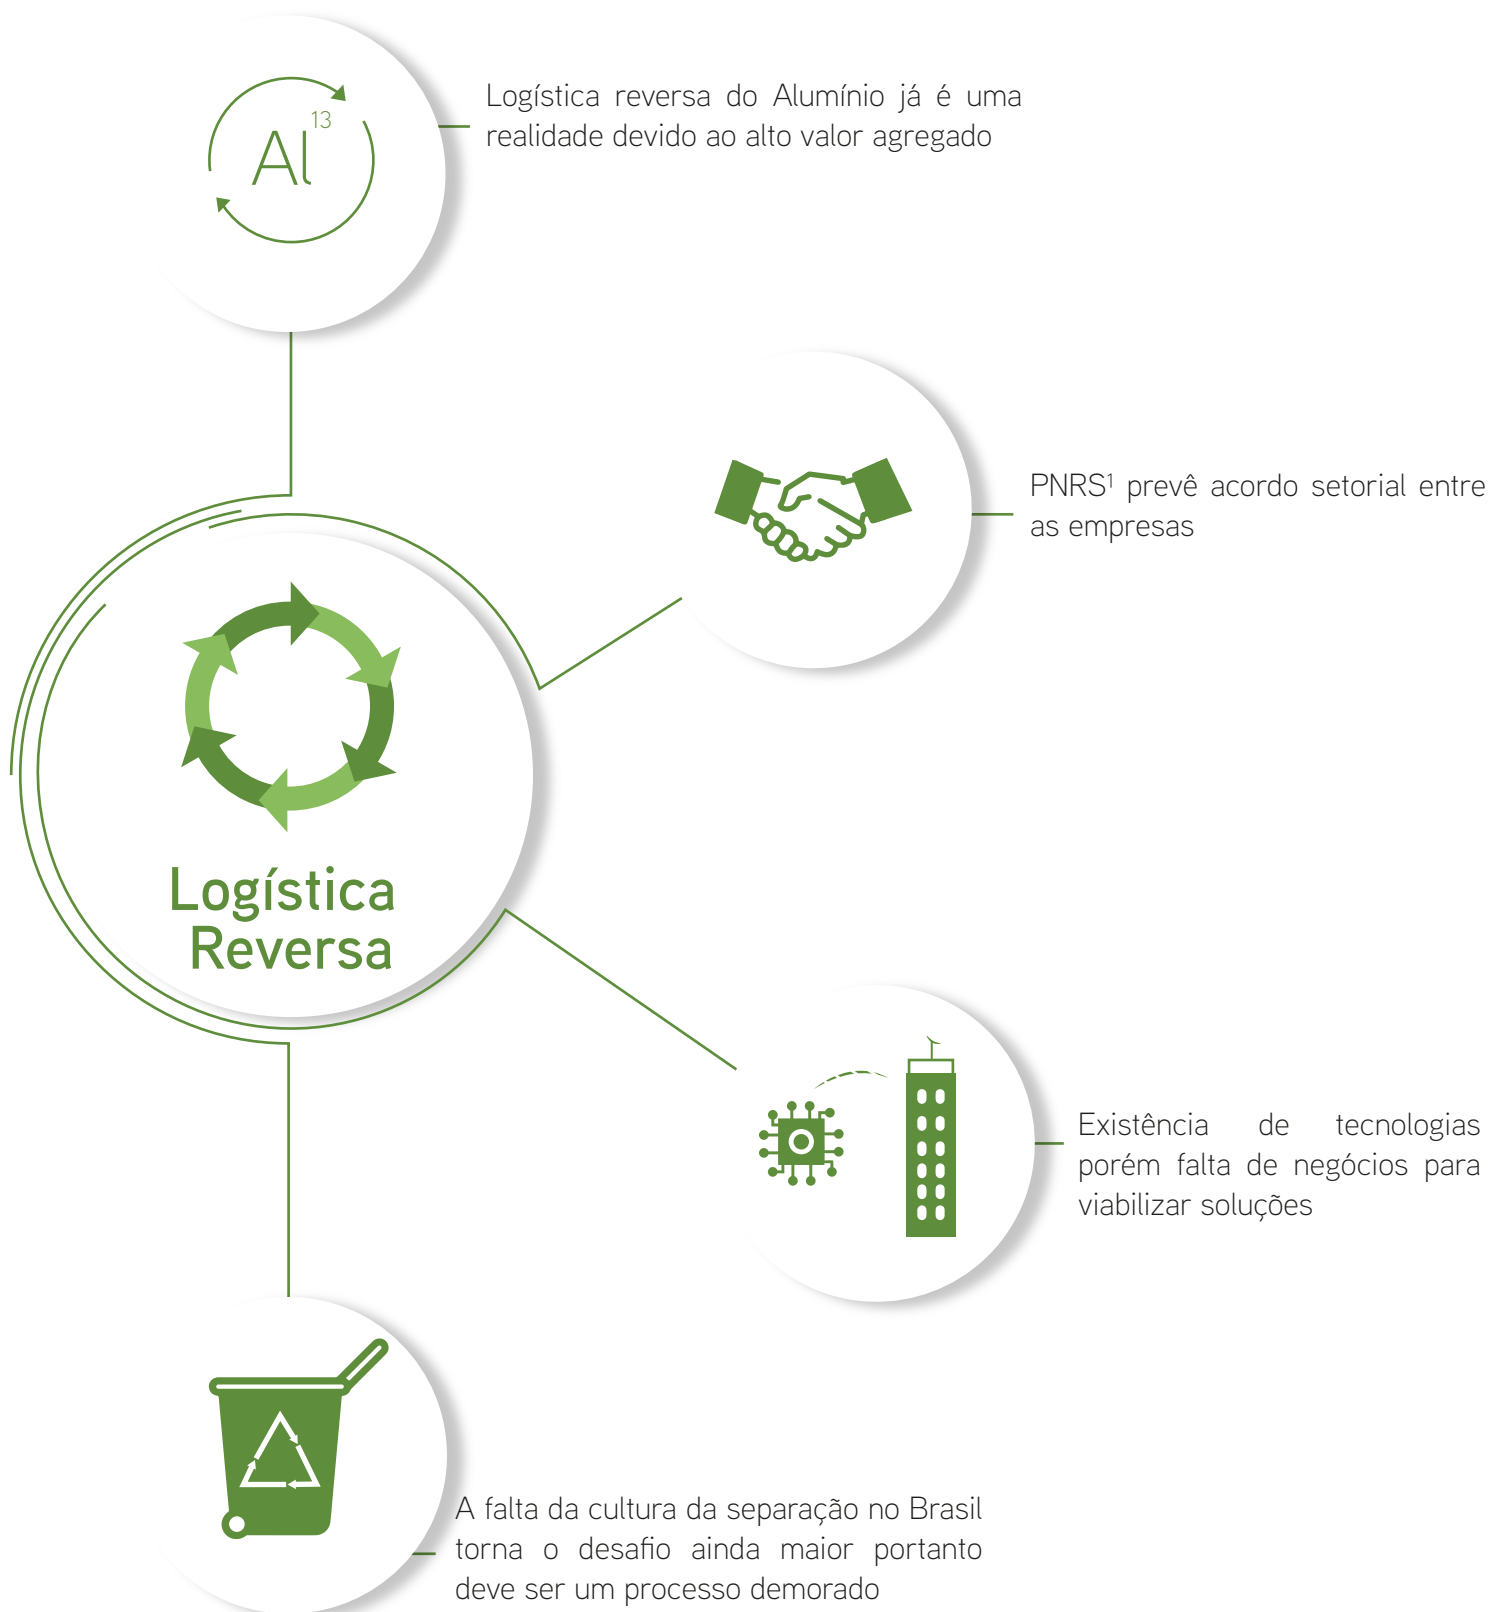 Al 13
Logística reversa do Alumínio já é uma
realidade devido ao alto valor agregado
PNRS¹ prevê acordo setorial entre
as empresas
Logística
Reversa
Existência de tecnologias
porém falta de negócios para
viabilizar soluções
A falta da cultura da separação no Brasil
torna o desafio ainda maior portanto
deve ser um processo demorado